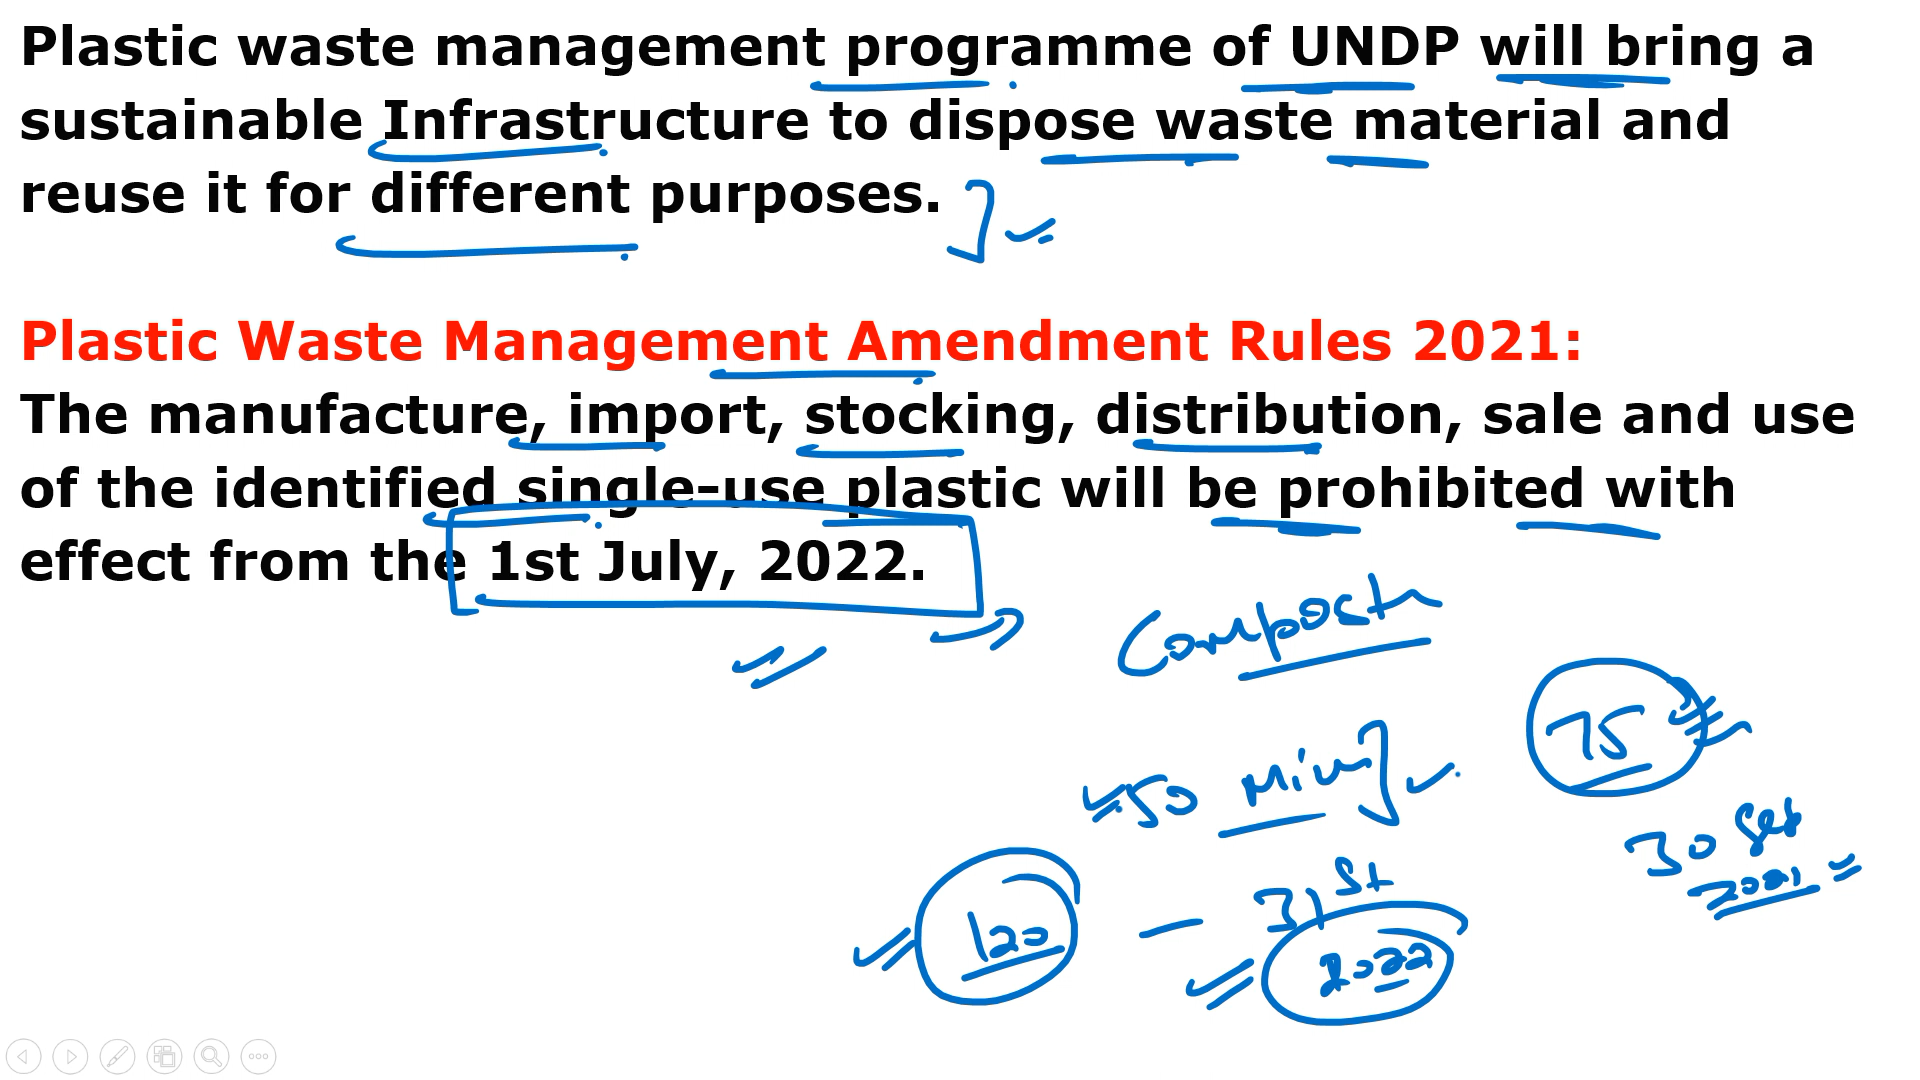 Plastic waste management programme of UNDP will bring a
sustainable Infrastructure to dispose waste material and
reuse it for different purposes.
Plastic Waste Management Amendment Rules 2021:
The manufacture, import, stocking, distribution, sale and use
of the identified single-use plastic will be prohibited with
effect from the 1st July, 2022.
75
50
30 Sep
2021
120 - 31st
2022